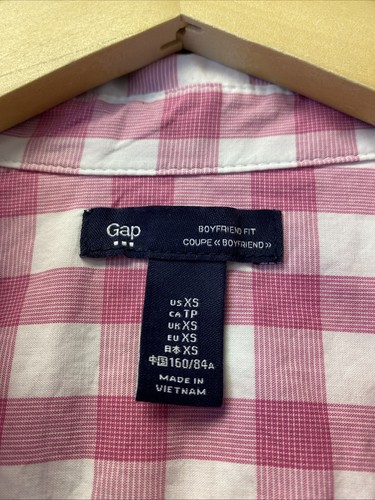 Gap
BOYFRIEND FIT
COUPE « BOYFRIEND »
US XS
CA TP
UK XS
EU XS
日本 XS
中国 160/84A
MADE IN
VIETNAM